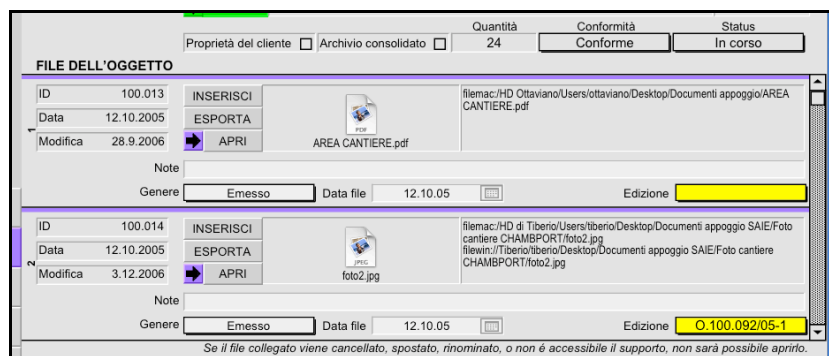 Quantità Conformità Status
Proprietà del cliente Archivio consolidato 24 Conforme In corso
FILE DELL'OGGETTO
1
ID 100.013 INSERISCI filemac:/HD Ottaviano/Users/ottaviano/Desktop/Documenti appoggio/AREA
CANTIERE.pdf
Data 12.10.2005 ESPORTA
PDF
Modifica 28.9.2006 APRI AREA CANTIERE.pdf
Note
Genere Emesso Data file 12.10.05 Edizione
2
ID 100.014 INSERISCI filemac:/HD di Tiberio/Users/tiberio/Desktop/Documenti appoggio SAIE/Foto
cantiere CHAMBPORT/foto2.jpg
Data 12.10.2005 ESPORTA filewin://Tiberio/tiberio/Desktop/Documenti appoggio SAIE/Foto cantiere
CHAMBPORT/foto2.jpg
JPEG
Modifica 3.12.2006 APRI foto2.jpg
Note
Genere Emesso Data file 12.10.05 Edizione O.100.092/05-1
Se il file collegato viene cancellato, spostato, rinominato, o non é accessibile il supporto, non sarà possibile aprirlo.